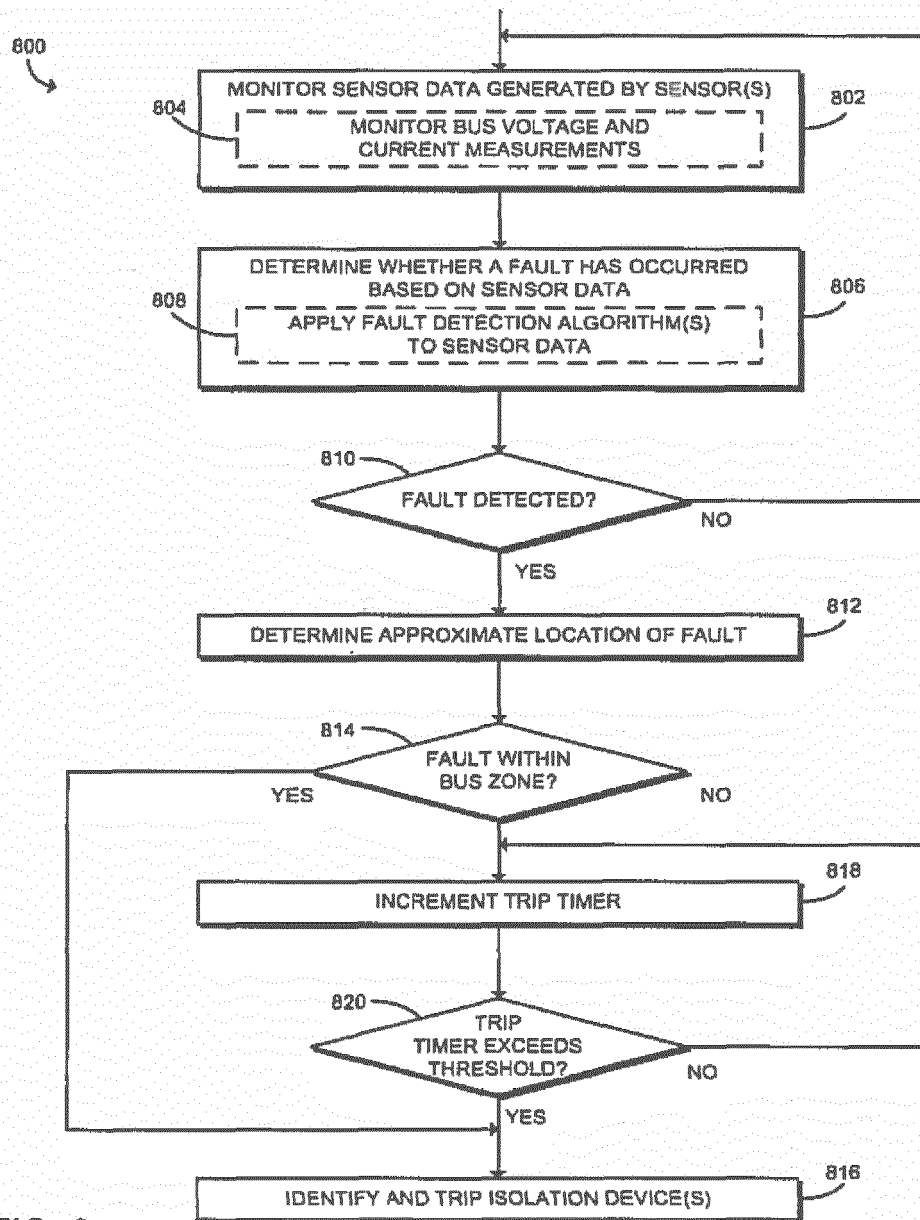 800
MONITOR SENSOR DATA GENERATED BY SENSOR(S)
802
804
MONITOR BUS VOLTAGE AND
CURRENT MEASUREMENTS
DETERMINE WHETHER A FAULT HAS OCCURRED
BASED ON SENSOR DATA
806
808
APPLY FAULT DETECTION ALGORITHM(S)
TO SENSOR DATA
810
FAULT DETECTED?
NO
YES
812
DETERMINE APPROXIMATE LOCATION OF FAULT
814
FAULT WITHIN
BUS ZONE?
YES
NO
818
INCREMENT TRIP TIMER
820
TRIP
TIMER EXCEEDS
THRESHOLD?
NO
YES
816
IDENTIFY AND TRIP ISOLATION DEVICE(S)